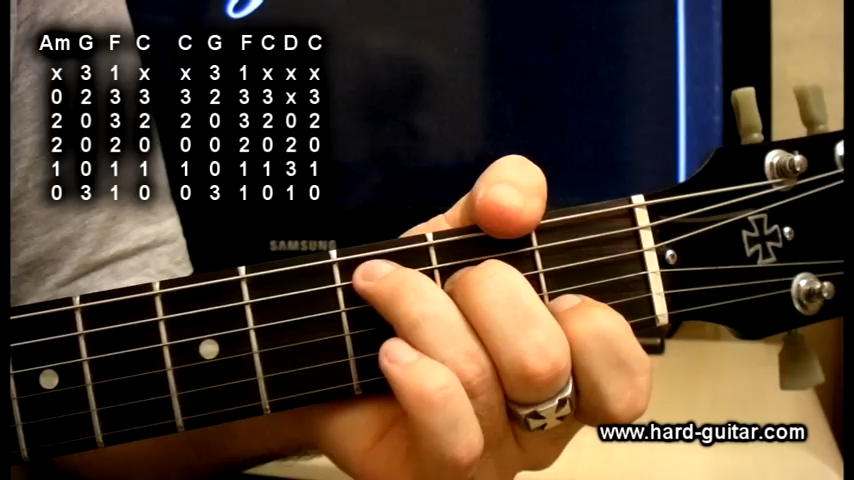 Am G F C C G F C D C
x 3 1 x x 3 1 x x x
0 2 3 3 3 2 3 3 x 3
2 0 3 2 2 0 3 2 0 2
2 0 2 0 0 0 2 0 2 0
1 0 1 1 1 0 1 1 3 1
0 3 1 0 0 3 1 0 1 0
SAMSUNG
www.hard-guitar.com